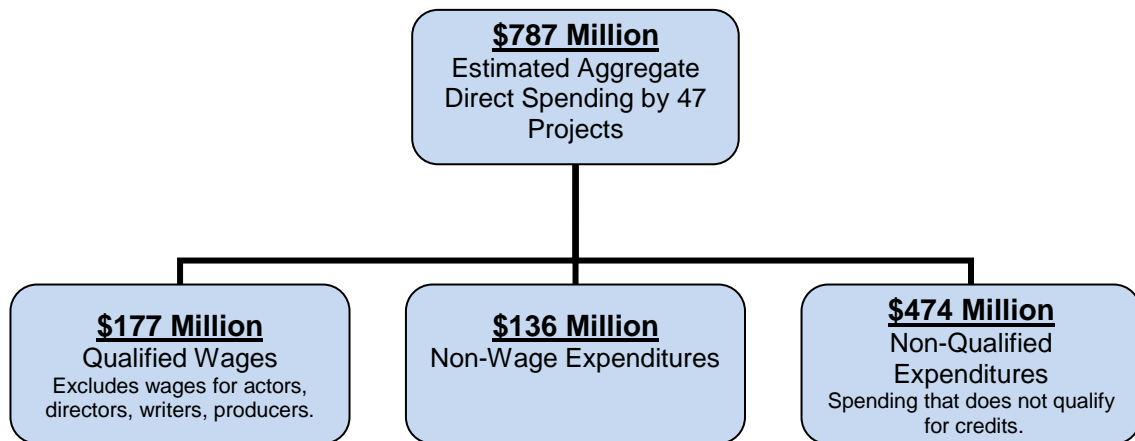 $787 Million
Estimated Aggregate
Direct Spending by 47
Projects
$177 Million
Qualified Wages
Excludes wages for actors,
directors, writers, producers.
$136 Million
Non-Wage Expenditures
$474 Million
Non-Qualified
Expenditures
Spending that does not qualify
for credits.